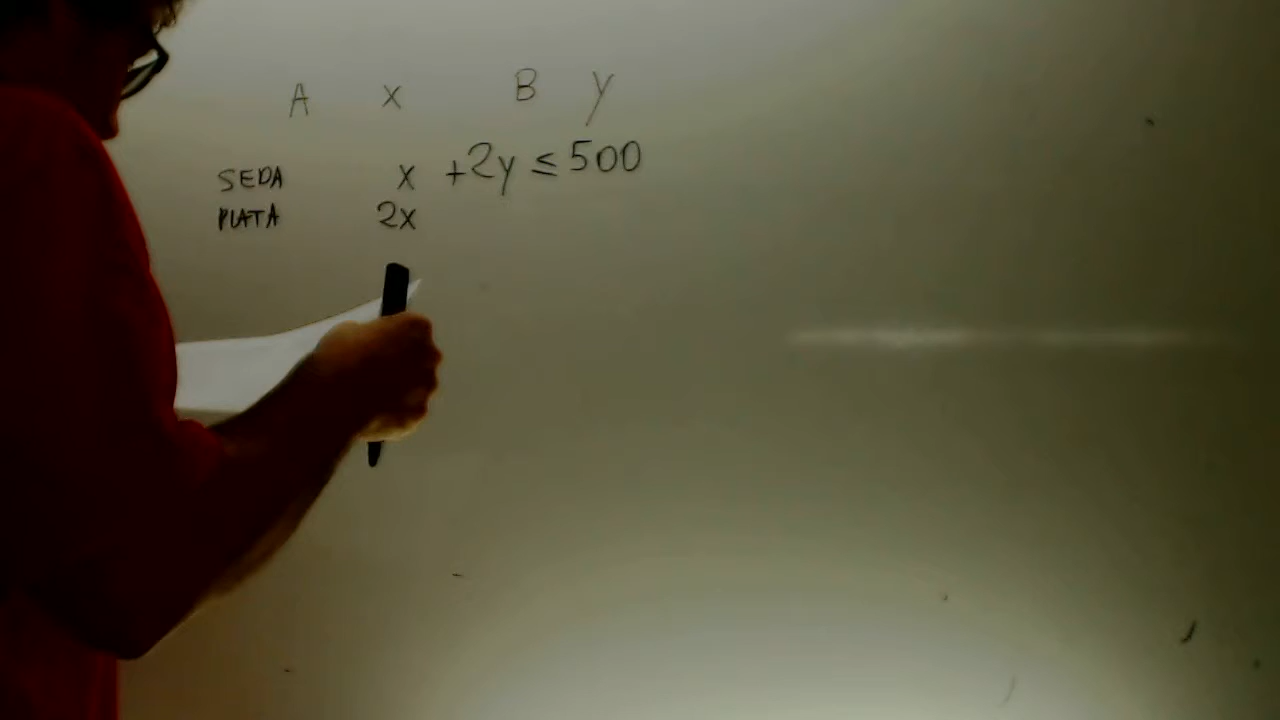 A x B y
SEDA x +2y ≤ 500
PLATA 2x